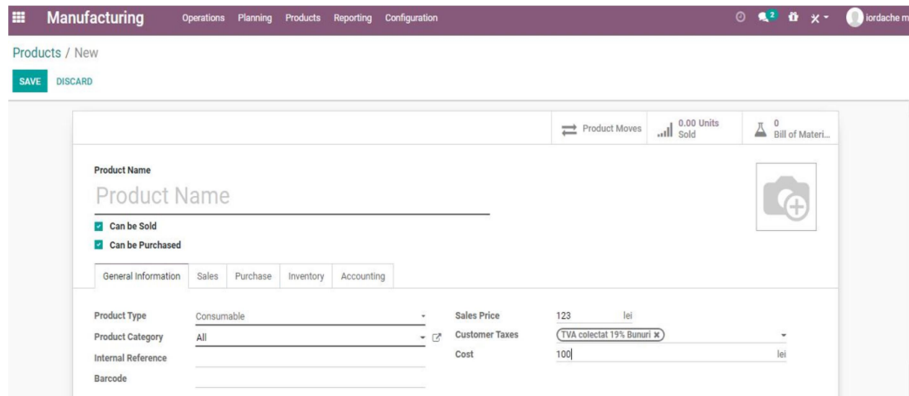 Manufacturing Operations Planning Products Reporting Configuration 2 iordache m
Products / New
SAVE DISCARD
Product Moves 0.00 Units Sold 0 Bill of Materi...
Product Name
Product Name
Can be Sold
Can be Purchased
General Information Sales Purchase Inventory Accounting
Product Type Consumable Sales Price 123 lei
Product Category All Customer Taxes TVA colectat 19% Bunuri ×
Internal Reference Cost 100 lei
Barcode